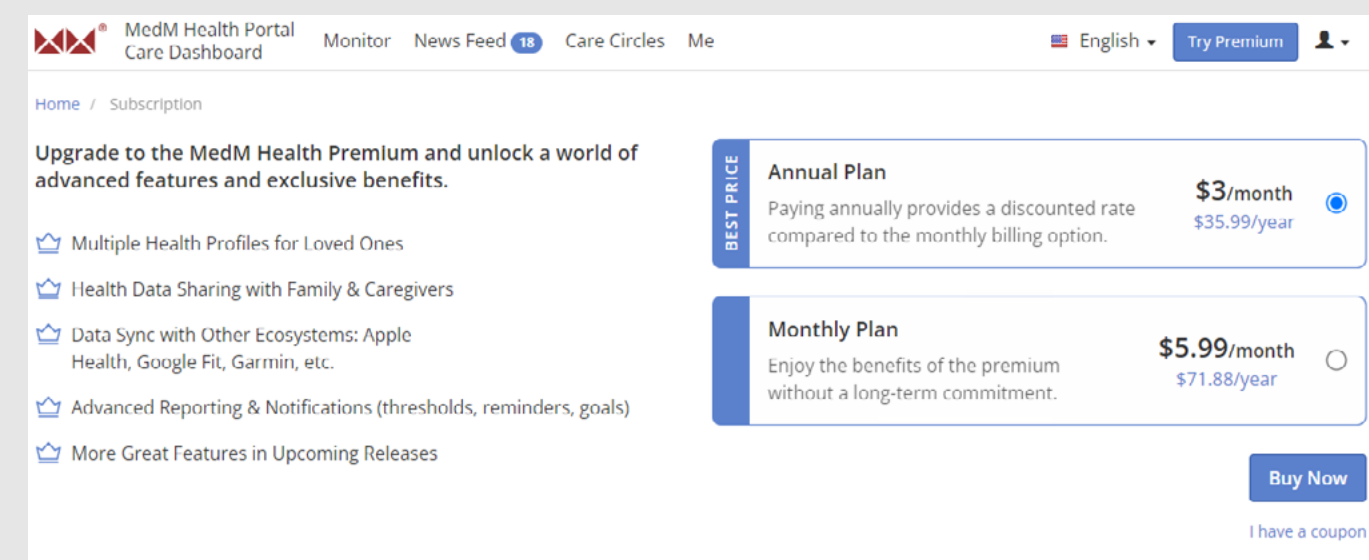 MedM Health Portal
Care Dashboard
Monitor News Feed 18 Care Circles Me
English Try Premium
Home / Subscription
Upgrade to the MedM Health Premium and unlock a world of
advanced features and exclusive benefits.
Multiple Health Profiles for Loved Ones
Health Data Sharing with Family & Caregivers
Data Sync with Other Ecosystems: Apple
Health, Google Fit, Garmin, etc.
Advanced Reporting & Notifications (thresholds, reminders, goals)
More Great Features in Upcoming Releases
BEST PRICE
Annual Plan
Paying annually provides a discounted rate
compared to the monthly billing option.
$3/month
$35.99/year
Monthly Plan
Enjoy the benefits of the premium
without a long-term commitment.
$5.99/month
$71.88/year
Buy Now
I have a coupon